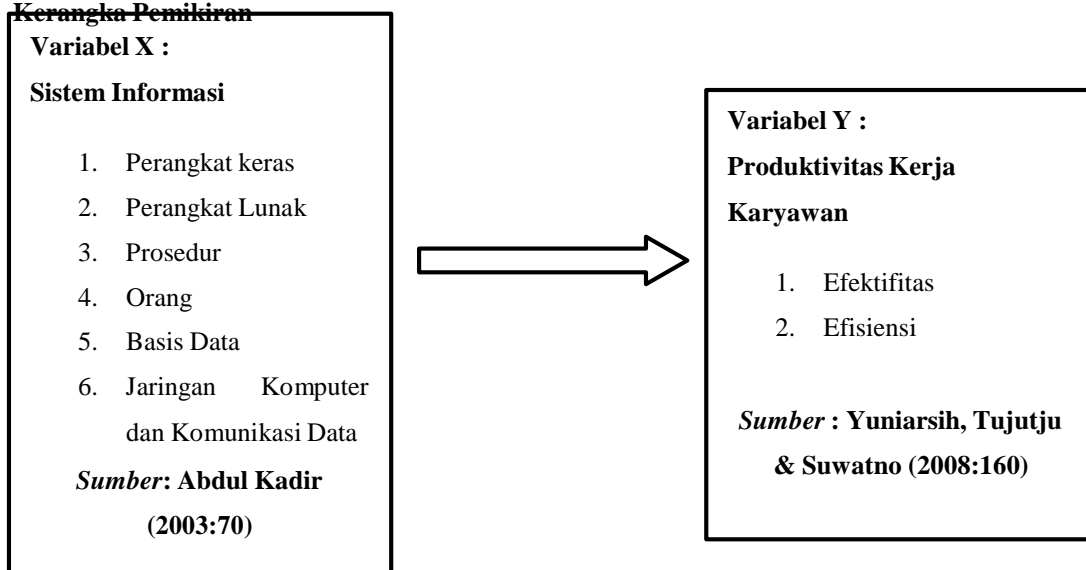 Kerangka Pemikiran
Variabel X :
Sistem Informasi
1. Perangkat keras
2. Perangkat Lunak
3. Prosedur
4. Orang
5. Basis Data
6. Jaringan Komputer
dan Komunikasi Data
Sumber: Abdul Kadir
(2003:70)
Variabel Y :
Produktivitas Kerja
Karyawan
1. Efektifitas
2. Efisiensi
Sumber : Yuniarsih, Tujutju
& Suwatno (2008:160)